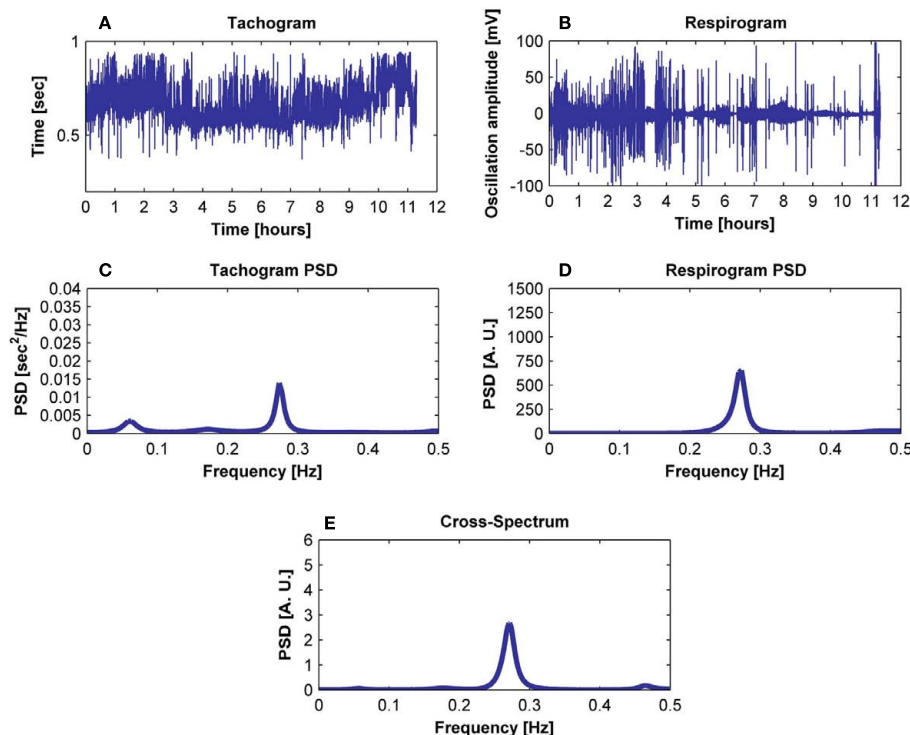 A
Tachogram
Time [sec]
1
0.5
0 1 2 3 4 5 6 7 8 9 10 11 12
Time [hours]
B
Respirogram
Oscillation amplitude [mV]
100
50
0
-50
-100
0 1 2 3 4 5 6 7 8 9 10 11 12
Time [hours]
C
Tachogram PSD
PSD [sec²/Hz]
0.04
0.035
0.03
0.025
0.02
0.015
0.01
0.005
0 0.1 0.2 0.3 0.4 0.5
Frequency [Hz]
D
Respirogram PSD
PSD [A. U.]
1500
1250
1000
750
500
250
0
0 0.1 0.2 0.3 0.4 0.5
Frequency [Hz]
E
Cross-Spectrum
PSD [A. U.]
6
5
4
3
2
1
0
0 0.1 0.2 0.3 0.4 0.5
Frequency [Hz]